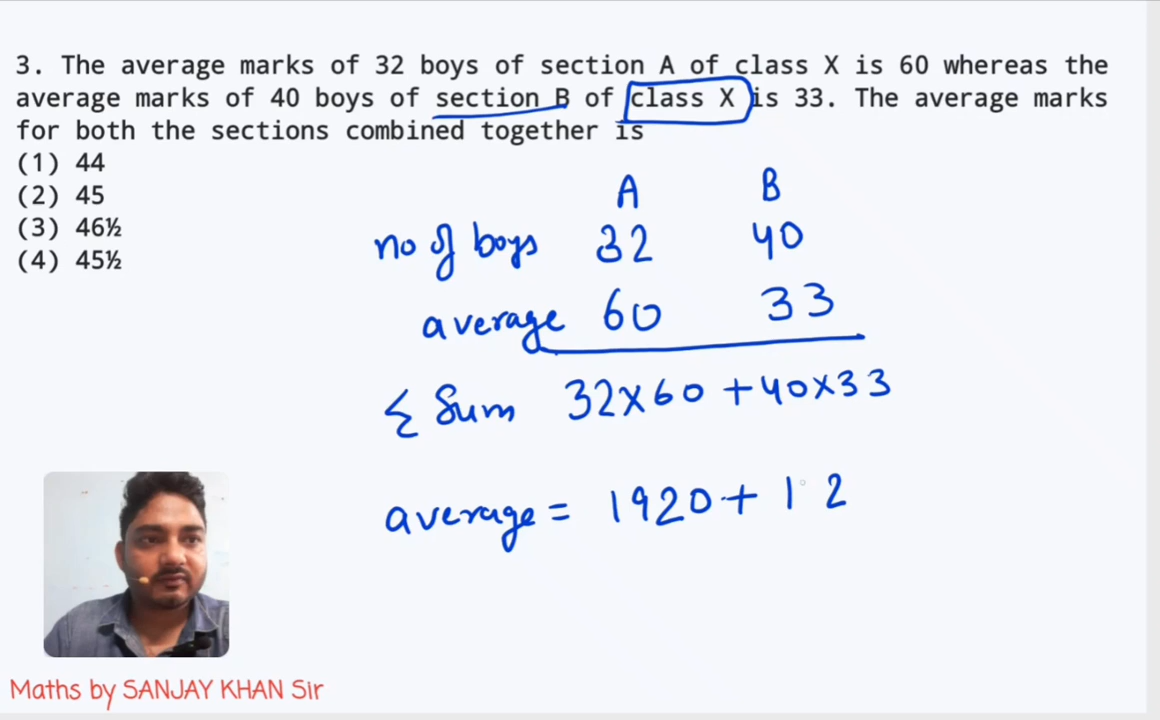 3. The average marks of 32 boys of section A of class X is 60 whereas the
average marks of 40 boys of section B of class X is 33. The average marks
for both the sections combined together is
(1) 44
(2) 45
(3) 46½
(4) 45½
A B
no of boys 32 40
average 60 33
Σ Sum 32×60 + 40×33
average = 1920 + 1 2
Maths by SANJAY KHAN Sir